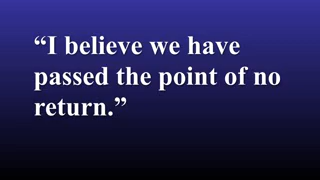 “I believe we have
passed the point of no
return.”